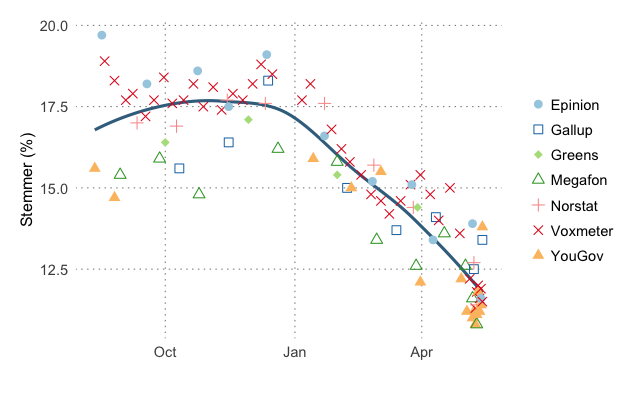 20.0
17.5
15.0
12.5
Stemmer (%)
Oct
Jan
Apr
Epinion
Gallup
Greens
Megafon
Norstat
Voxmeter
YouGov